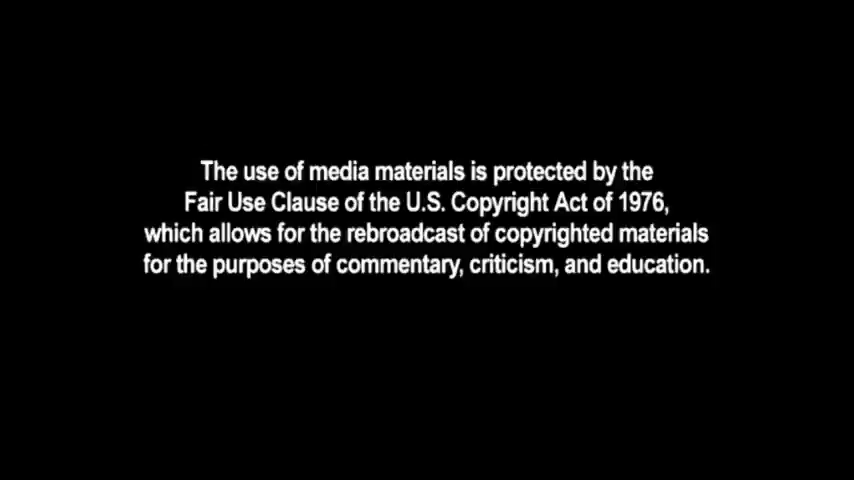 The use of media materials is protected by the
Fair Use Clause of the U.S. Copyright Act of 1976,
which allows for the rebroadcast of copyrighted materials
for the purposes of commentary, criticism, and education.